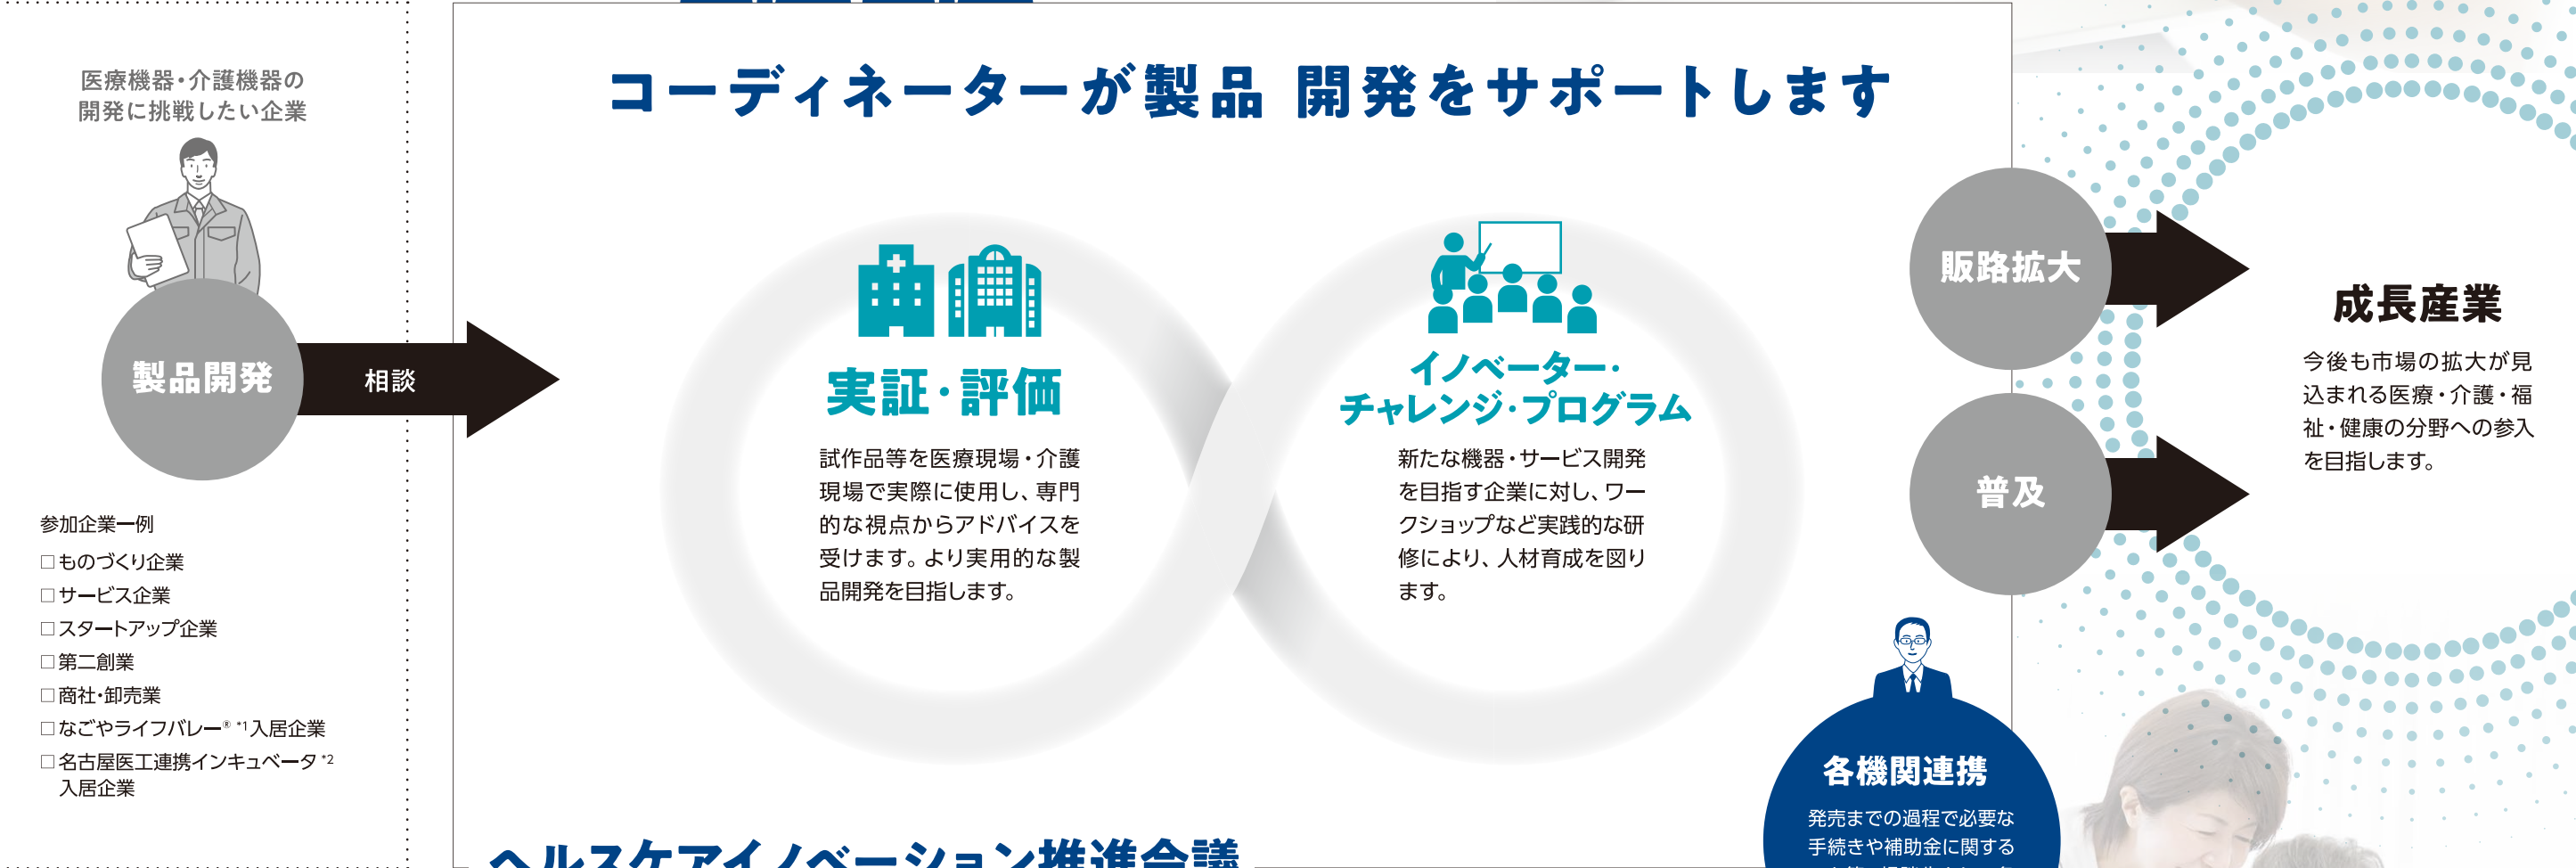 医療機器・介護機器の
開発に挑戦したい企業
製品開発
相談
参加企業一例
□ものづくり企業
□サービス企業
□スタートアップ企業
□第二創業
□商社・卸売業
□なごやライフバレー® *1入居企業
□名古屋医工連携インキュベータ *2
入居企業
コーディネーターが製品 開発をサポートします
実証・評価
試作品等を医療現場・介護
現場で実際に使用し、専門
的な視点からアドバイスを
受けます。より実用的な製
品開発を目指します。
イノベーター・
チャレンジ・プログラム
新たな機器・サービス開発
を目指す企業に対し、ワー
クショップなど実践的な研
修により、人材育成を図り
ます。
販路拡大
普及
成長産業
今後も市場の拡大が見
込まれる医療・介護・福
祉・健康の分野への参入
を目指します。
各機関連携
発売までの過程で必要な
手続きや補助金に関する
ヘルスケアイノベーション推進会議